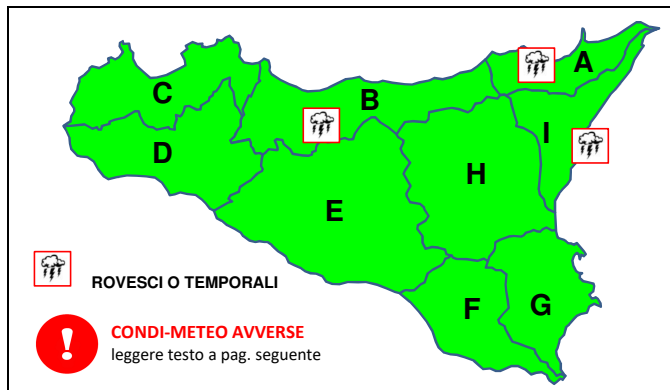 A
C
B
I
D
H
E
ROVESCI O TEMPORALI
F
G
CONDI-METEO AVVERSE
leggere testo a pag. seguente